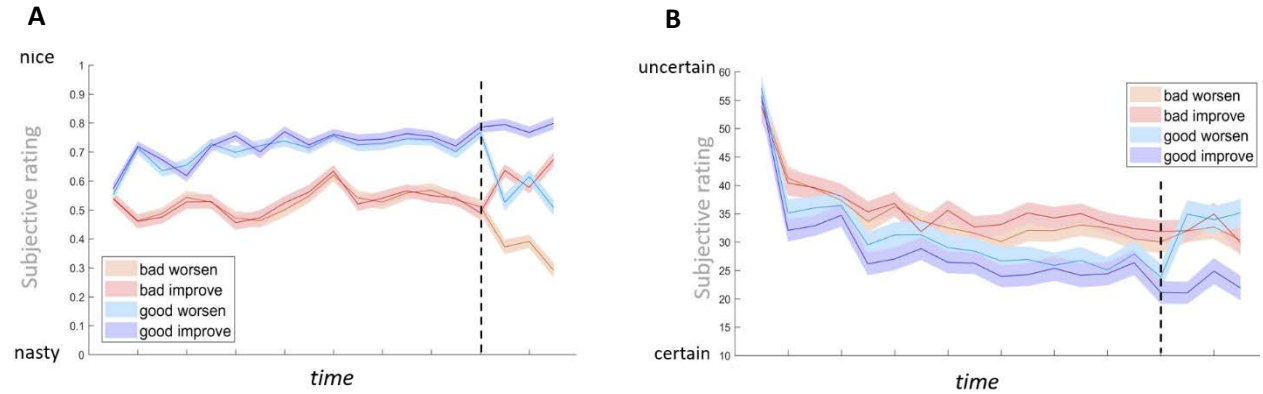 A
nice
Subjective rating
1
0.9
0.8
0.7
0.6
0.5
0.4
0.3
0.2
0.1
0
nasty
bad worsen
bad improve
good worsen
good improve
time
B
uncertain
Subjective rating
60
55
50
45
40
35
30
25
20
15
10
certain
bad worsen
bad improve
good worsen
good improve
time